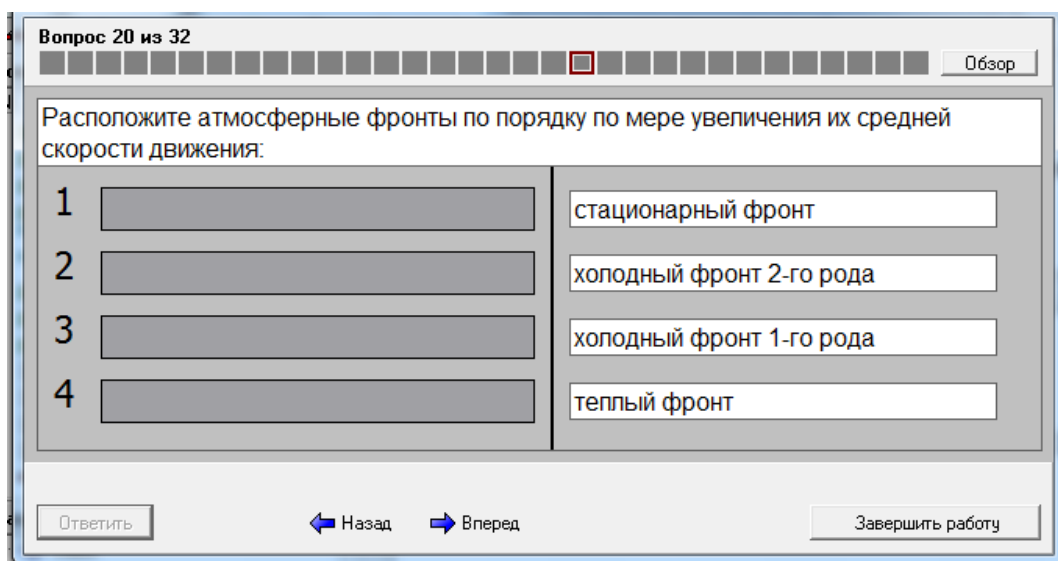 Вопрос 20 из 32
Обзор
Расположите атмосферные фронты по порядку по мере увеличения их средней
скорости движения:
1
стационарный фронт
2
холодный фронт 2-го рода
3
холодный фронт 1-го рода
4
теплый фронт
Ответить
Назад
Вперед
Завершить работу